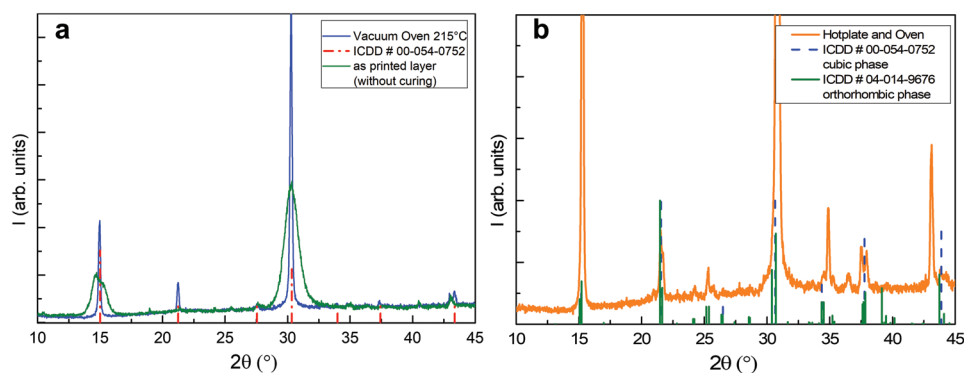 a
Vacuum Oven 215°C
ICDD # 00-054-0752
as printed layer
(without curing)
I (arb. units)
10 15 20 25 30 35 40 45
2θ (°)
b
Hotplate and Oven
ICDD # 00-054-0752
cubic phase
ICDD # 04-014-9676
orthorhombic phase
I (arb. units)
10 15 20 25 30 35 40 45
2θ (°)